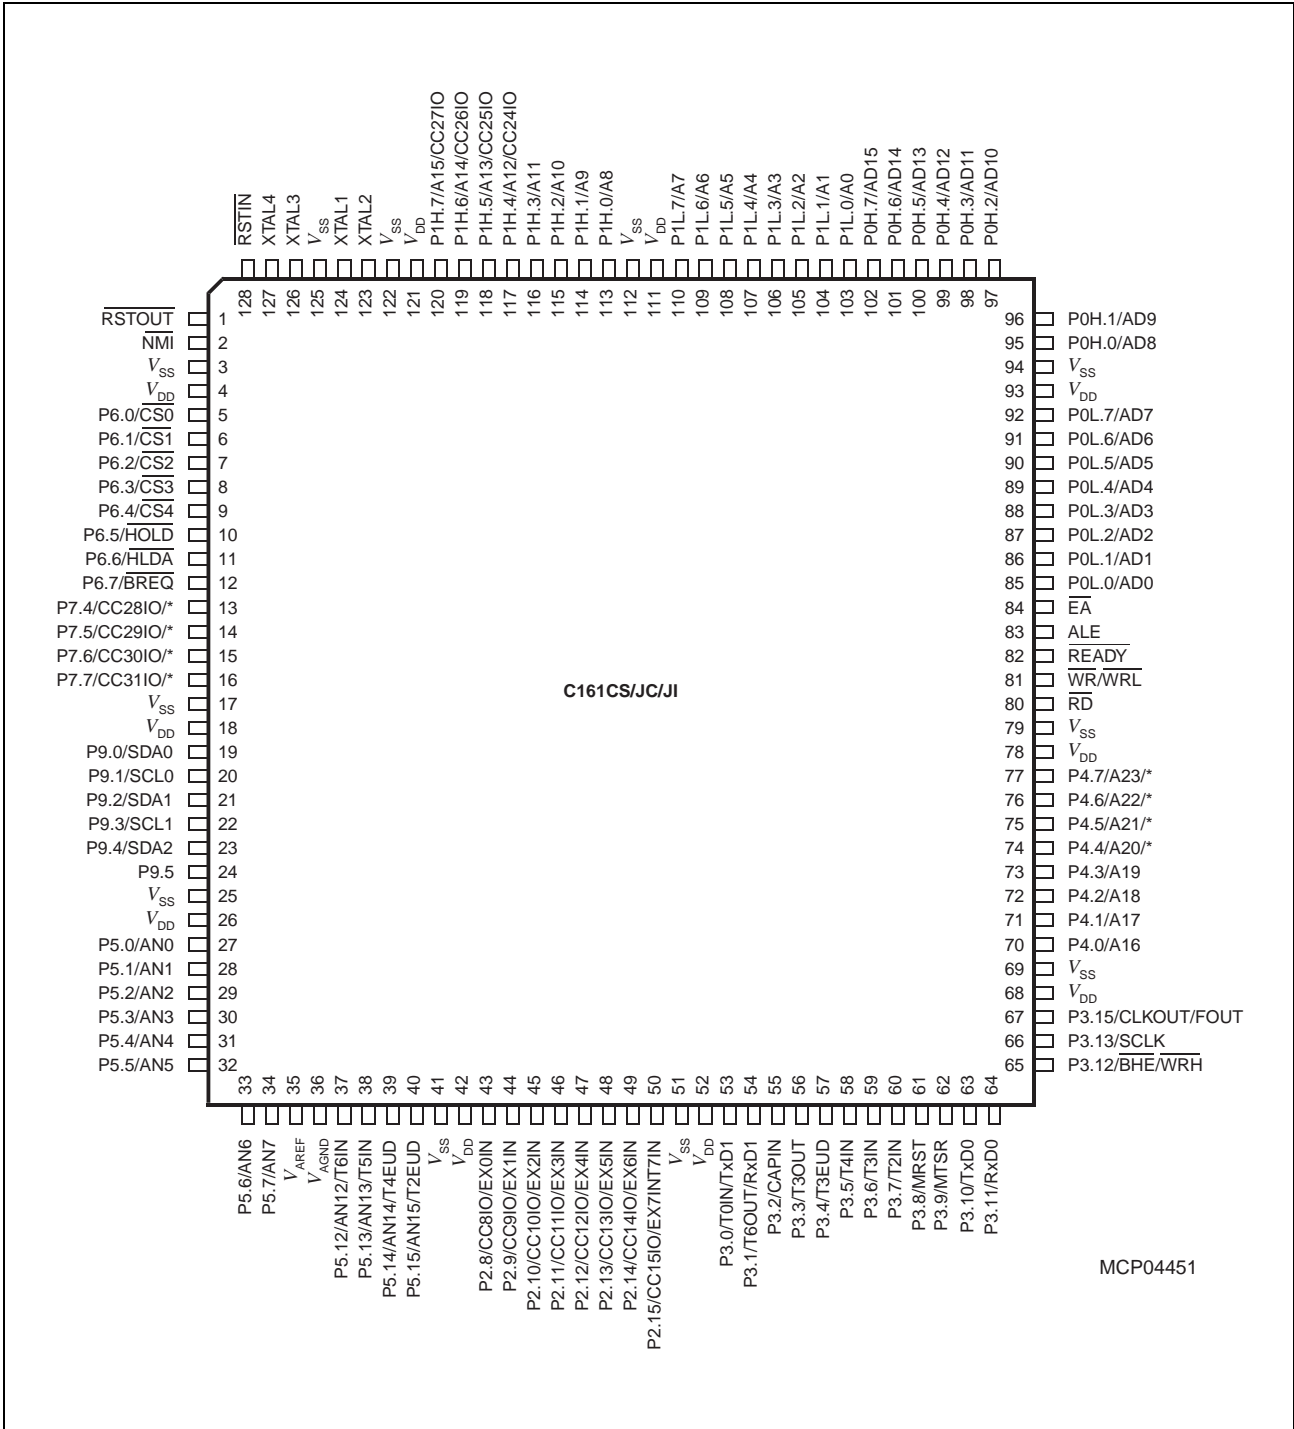 RSTIN
XTAL4
XTAL3
VSS
XTAL1
XTAL2
VSS
VDD
P1H.7/A15/CC27IO
P1H.6/A14/CC26IO
P1H.5/A13/CC25IO
P1H.4/A12/CC24IO
P1H.3/A11
P1H.2/A10
P1H.1/A9
P1H.0/A8
VSS
VDD
P1L.7/A7
P1L.6/A6
P1L.5/A5
P1L.4/A4
P1L.3/A3
P1L.2/A2
P1L.1/A1
P1L.0/A0
P0H.7/AD15
P0H.6/AD14
P0H.5/AD13
P0H.4/AD12
P0H.3/AD11
P0H.2/AD10
128 127 126 125 124 123 122 121 120 119 118 117 116 115 114 113 112 111 110 109 108 107 106 105 104 103 102 101 100 99 98 97
RSTOUT 1
NMI 2
VSS 3
VDD 4
P6.0/CS0 5
P6.1/CS1 6
P6.2/CS2 7
P6.3/CS3 8
P6.4/CS4 9
P6.5/HOLD 10
P6.6/HLDA 11
P6.7/BREQ 12
P7.4/CC28IO/* 13
P7.5/CC29IO/* 14
P7.6/CC30IO/* 15
P7.7/CC31IO/* 16
VSS 17
VDD 18
P9.0/SDA0 19
P9.1/SCL0 20
P9.2/SDA1 21
P9.3/SCL1 22
P9.4/SDA2 23
P9.5 24
VSS 25
VDD 26
P5.0/AN0 27
P5.1/AN1 28
P5.2/AN2 29
P5.3/AN3 30
P5.4/AN4 31
P5.5/AN5 32
C161CS/JC/JI
96 P0H.1/AD9
95 P0H.0/AD8
94 VSS
93 VDD
92 P0L.7/AD7
91 P0L.6/AD6
90 P0L.5/AD5
89 P0L.4/AD4
88 P0L.3/AD3
87 P0L.2/AD2
86 P0L.1/AD1
85 P0L.0/AD0
84 EA
83 ALE
82 READY
81 WR/WRL
80 RD
79 VSS
78 VDD
77 P4.7/A23/*
76 P4.6/A22/*
75 P4.5/A21/*
74 P4.4/A20/*
73 P4.3/A19
72 P4.2/A18
71 P4.1/A17
70 P4.0/A16
69 VSS
68 VDD
67 P3.15/CLKOUT/FOUT
66 P3.13/SCLK
65 P3.12/BHE/WRH
33 34 35 36 37 38 39 40 41 42 43 44 45 46 47 48 49 50 51 52 53 54 55 56 57 58 59 60 61 62 63 64
P5.6/AN6
P5.7/AN7
VAREF
VAGND
P5.12/AN12/T6IN
P5.13/AN13/T5IN
P5.14/AN14/T4EUD
P5.15/AN15/T2EUD
VSS
VDD
P2.8/CC8IO/EX0IN
P2.9/CC9IO/EX1IN
P2.10/CC10IO/EX2IN
P2.11/CC11IO/EX3IN
P2.12/CC12IO/EX4IN
P2.13/CC13IO/EX5IN
P2.14/CC14IO/EX6IN
P2.15/CC15IO/EX7INT7IN
VSS
VDD
P3.0/T0IN/TxD1
P3.1/T6OUT/RxD1
P3.2/CAPIN
P3.3/T3OUT
P3.4/T3EUD
P3.5/T4IN
P3.6/T3IN
P3.7/T2IN
P3.8/MRST
P3.9/MTSR
P3.10/TxD0
P3.11/RxD0
MCP04451